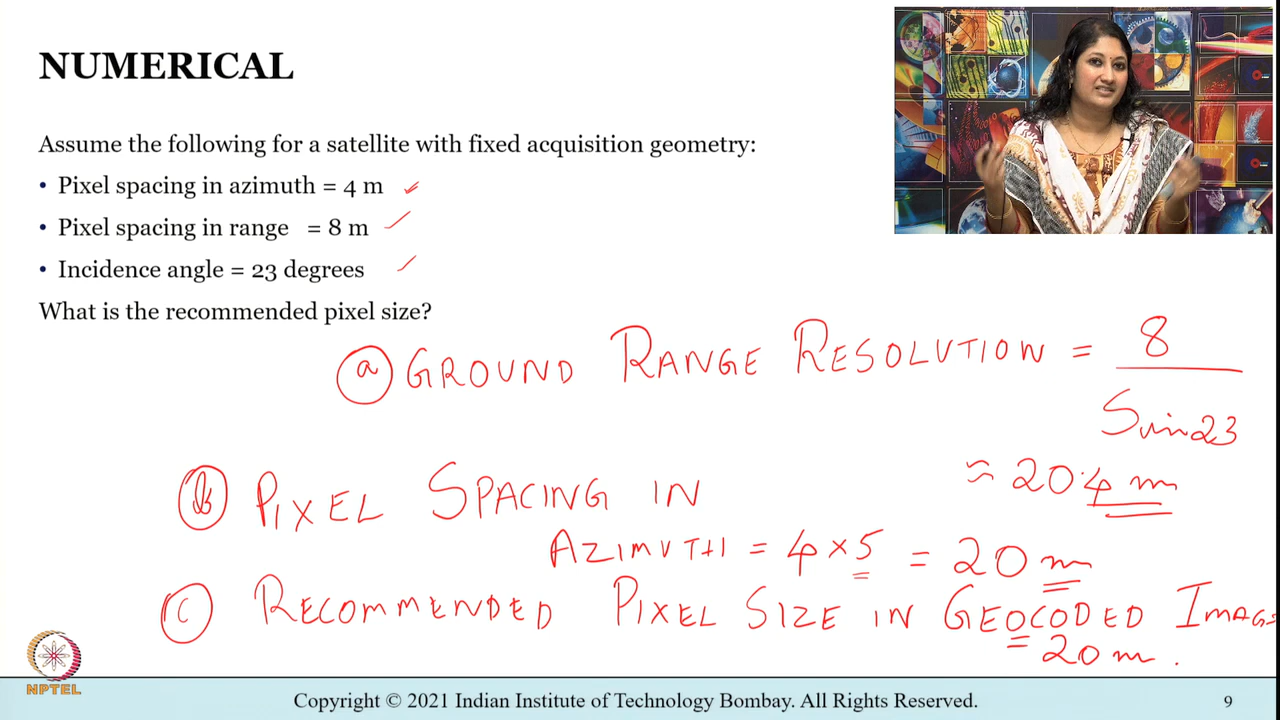 NUMERICAL
Assume the following for a satellite with fixed acquisition geometry:
• Pixel spacing in azimuth = 4 m
• Pixel spacing in range = 8 m
• Incidence angle = 23 degrees
What is the recommended pixel size?
(a) GROUND RANGE RESOLUTION = 8
Sin23
≈ 20.4 m
(b) PIXEL SPACING IN
AZIMUTH = 4 × 5 = 20 m
(c) RECOMMENDED PIXEL SIZE IN GEOCODED IMAGE
= 20 m.
NPTEL
Copyright © 2021 Indian Institute of Technology Bombay. All Rights Reserved.
9